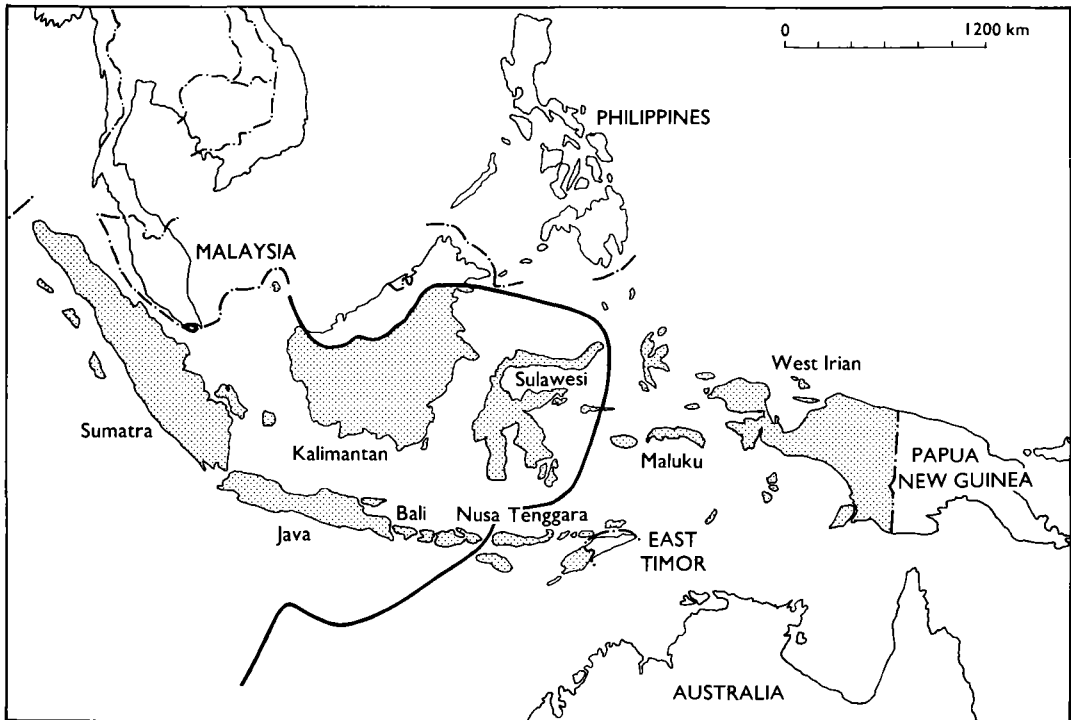 0 1200 km
PHILIPPINES
MALAYSIA
West Irian
Sulawesi
Sumatra
Kalimantan
Maluku
PAPUA
NEW GUINEA
Bali
Nusa Tenggara
Java
EAST
TIMOR
AUSTRALIA